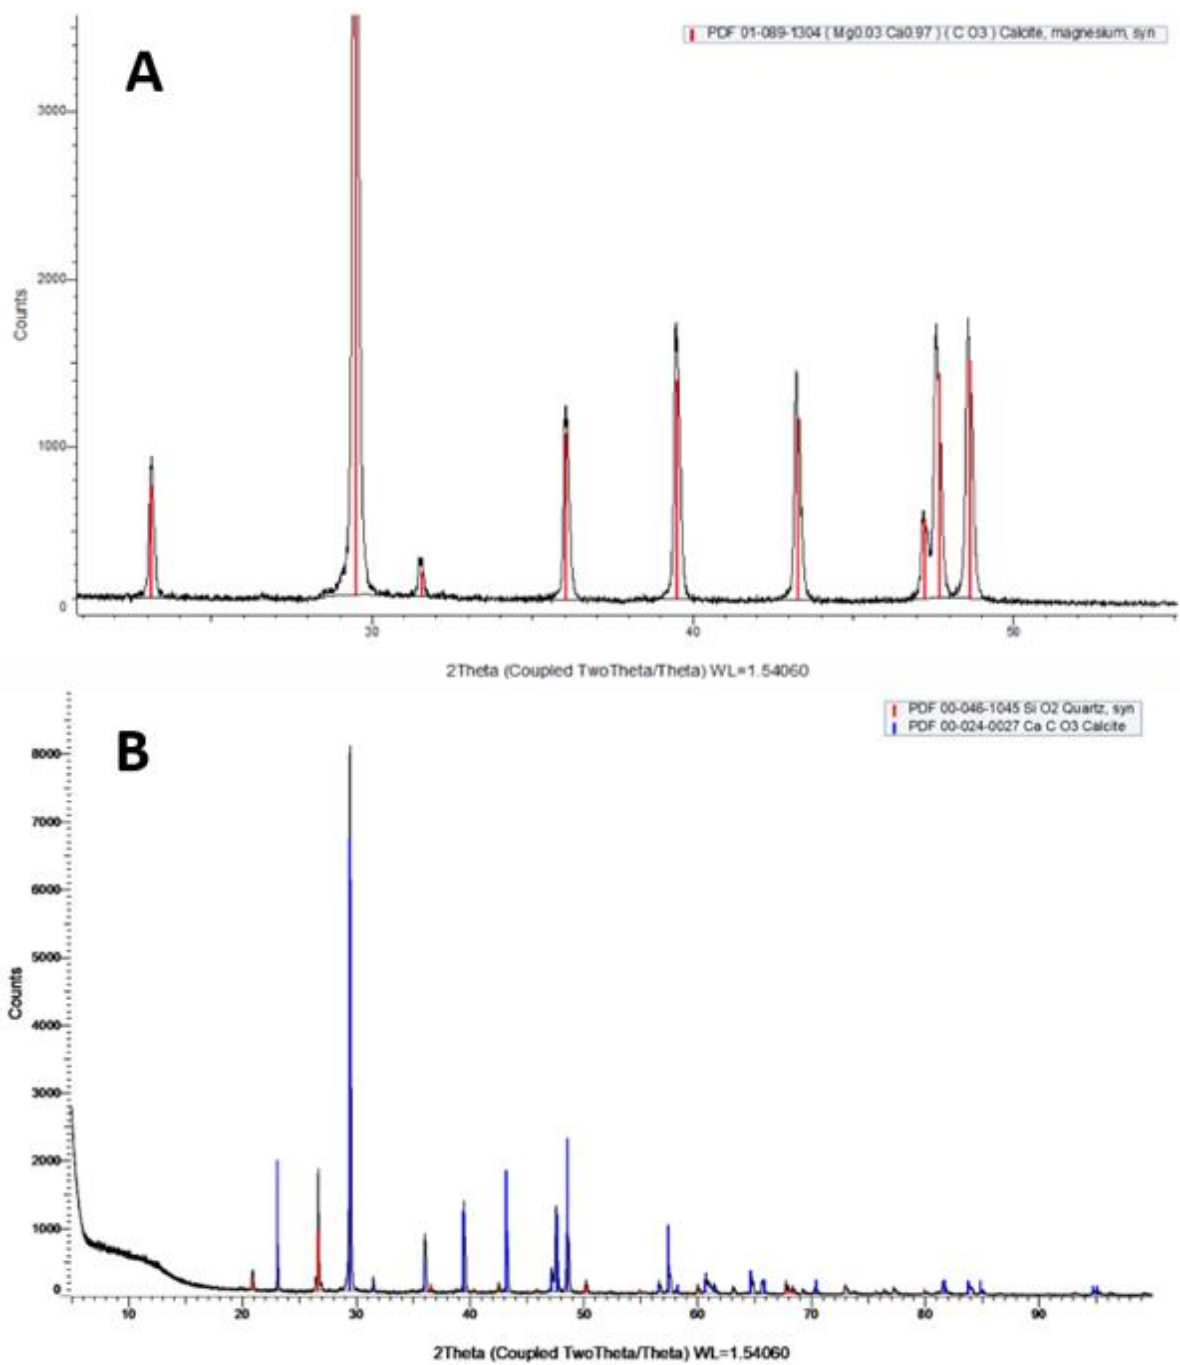 A
PDF 01-089-1304 ( Mg0.03 Ca0.97 ) ( C O3 ) Calcite, magnesium, syn
3000
2000
1000
0
Counts
30
40
50
2Theta (Coupled TwoTheta/Theta) WL=1.54060
B
PDF 00-046-1045 Si O2 Quartz, syn
PDF 00-024-0027 Ca C O3 Calcite
8000
7000
6000
5000
4000
3000
2000
1000
0
Counts
10
20
30
40
50
60
70
80
90
2Theta (Coupled TwoTheta/Theta) WL=1.54060